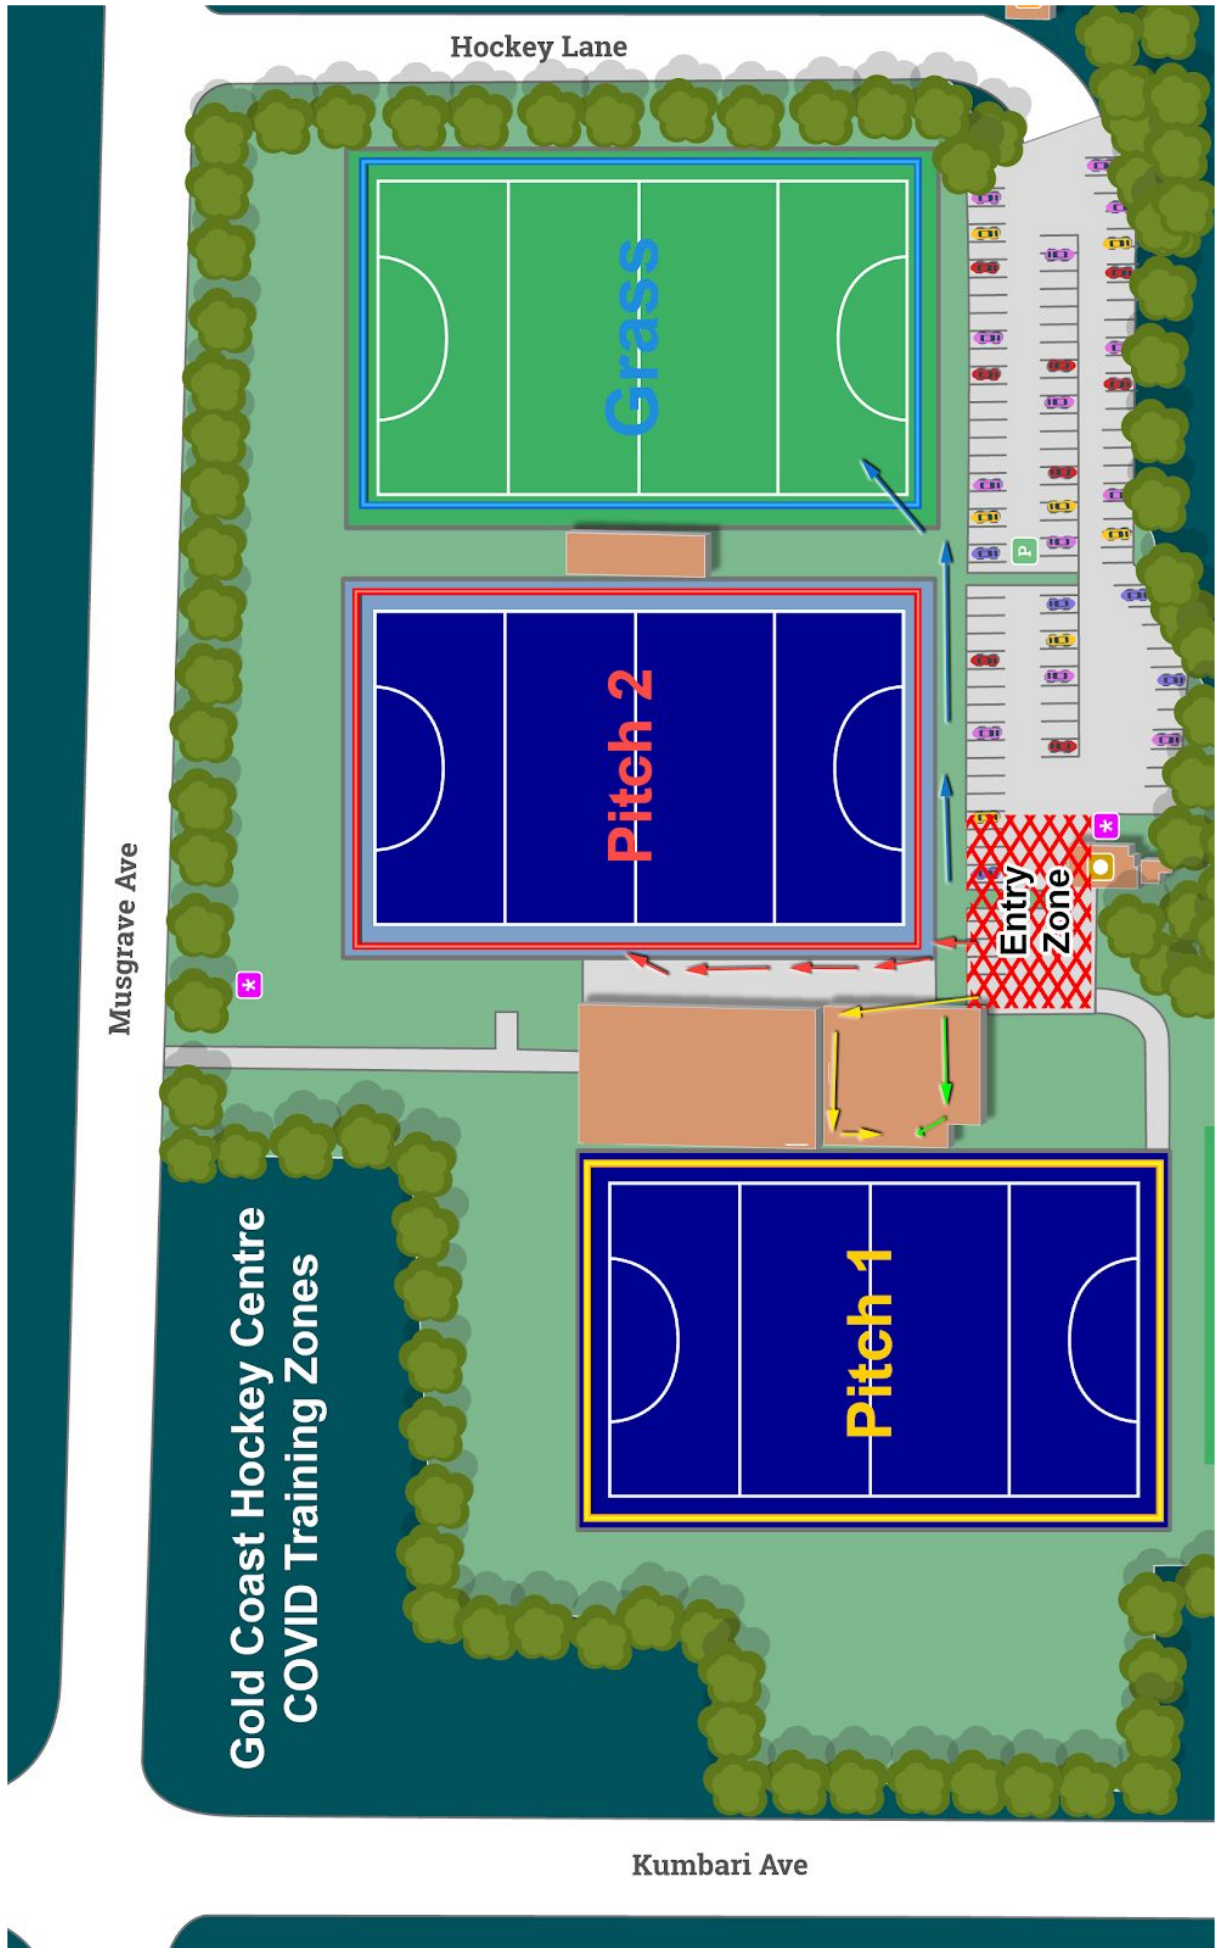 Hockey Lane
Grass
P
Pitch 2
Musgrave Ave
Entry
Zone
*
*
Pitch 1
Gold Coast Hockey Centre
COVID Training Zones
Kumbari Ave